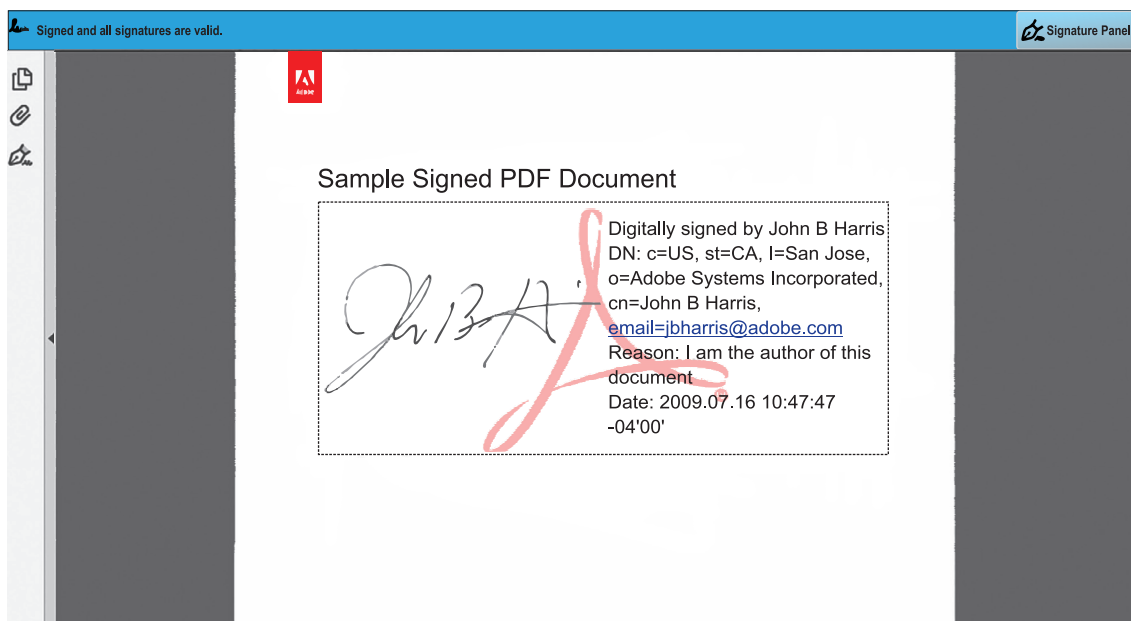 Signed and all signatures are valid.
Signature Panel
Adobe
Sample Signed PDF Document
John B Harris
Digitally signed by John B Harris
DN: c=US, st=CA, l=San Jose,
o=Adobe Systems Incorporated,
cn=John B Harris,
email=jbharris@adobe.com
Reason: I am the author of this
document
Date: 2009.07.16 10:47:47
-04'00'